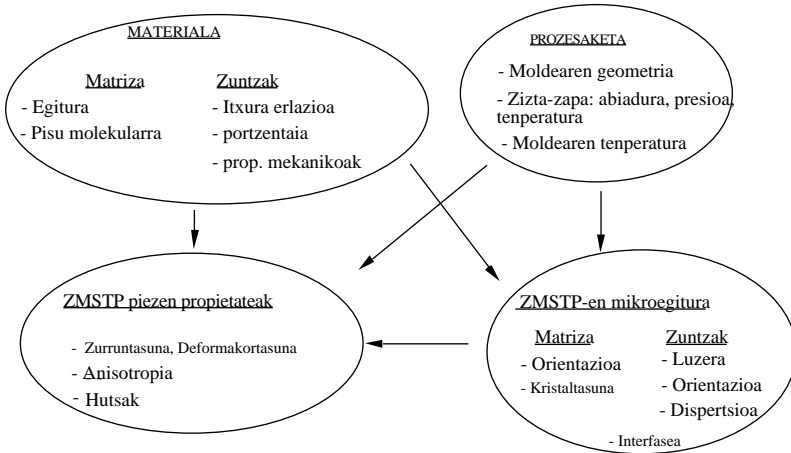 MATERIALA
Matriza
- Egitura
- Pisu molekularra
Zuntzak
- Itxura erlazioa
- portzentaia
- prop. mekanikoak
PROZESAKETA
- Moldearen geometria
- Zizta-zapa: abiadura, presioa,
tenperatura
- Moldearen tenperatura
ZMSTP piezen propietateak
- Zurruntasuna, Deformakortasuna
- Anisotropia
- Hutsak
ZMSTP-en mikroegitura
Matriza
- Orientazioa
- Kristaltasuna
Zuntzak
- Luzera
- Orientazioa
- Dispertsioa
- Interfasea